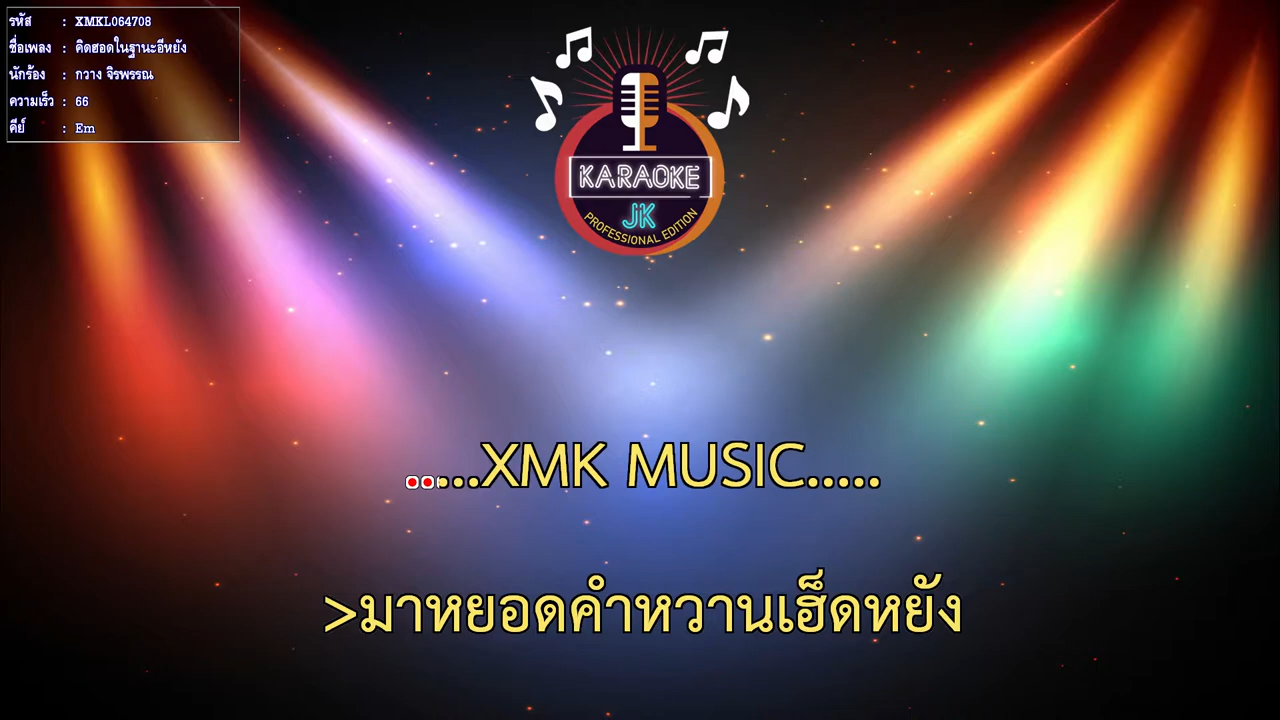 รหัส : XMKL064708
ชื่อเพลง : คิดฮอดในฐานะอีหยัง
นักร้อง : กวาง จิรพรรณ
ความเร็ว : 66
คีย์ : Em
KARAOKE
JK
PROFESSIONAL EDITION
.....XMK MUSIC.....
>มาหยอดคำหวานเฮ็ดหยัง